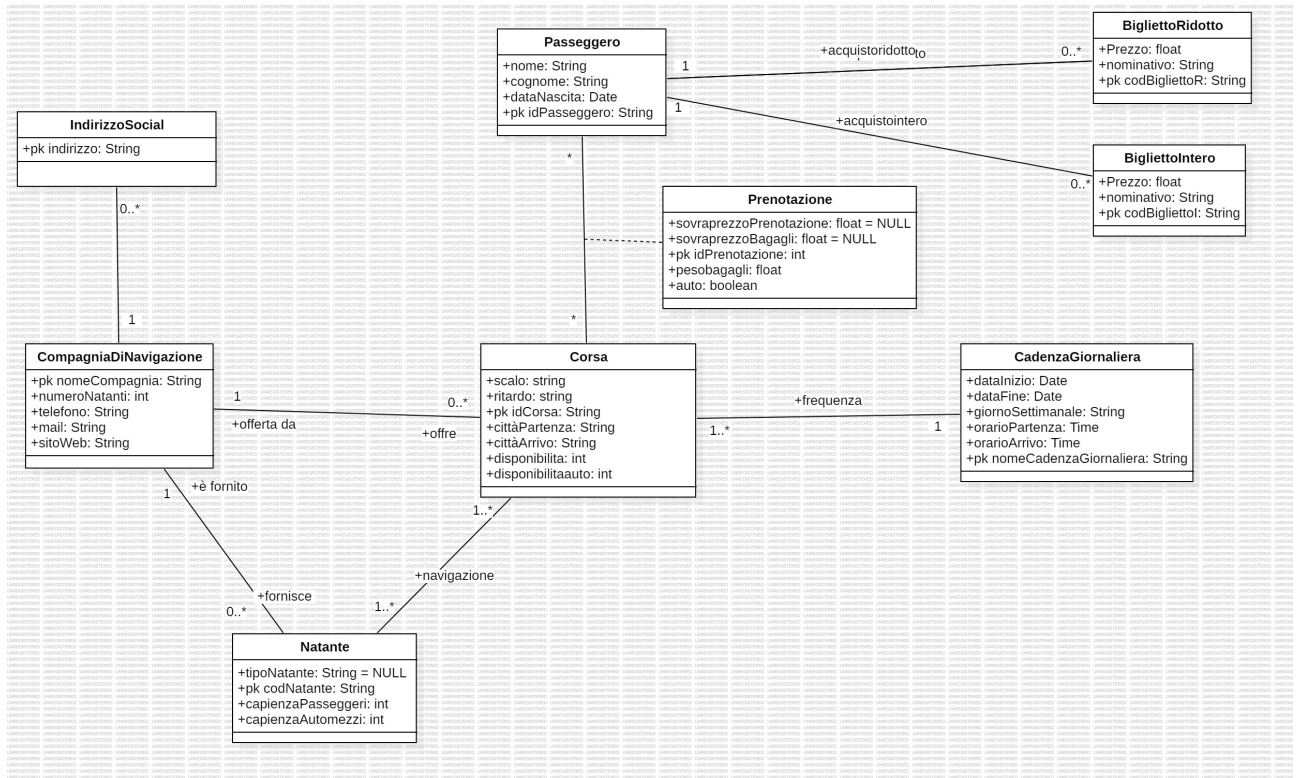 BigliettoRidotto
+Prezzo: float
+nominativo: String
+pk codBigliettoR: String
Passeggero
+nome: String
+cognome: String
+dataNascita: Date
+pk idPasseggero: String
+acquistoridotto
1
0..*
1
+acquistointero
0..*
BigliettoIntero
+Prezzo: float
+nominativo: String
+pk codBigliettoI: String
IndirizzoSocial
+pk indirizzo: String
0..*
1
*
*
Prenotazione
+sovraprezzoPrenotazione: float = NULL
+sovraprezzoBagagli: float = NULL
+pk idPrenotazione: int
+pesobagagli: float
+auto: boolean
CompagniaDiNavigazione
+pk nomeCompagnia: String
+numeroNatanti: int
+telefono: String
+mail: String
+sitoWeb: String
1
+offerta da
0..*
+offre
Corsa
+scalo: string
+ritardo: string
+pk idCorsa: String
+cittàPartenza: String
+cittàArrivo: String
+disponibilita: int
+disponibilitaauto: int
+frequenza
1..*
1
CadenzaGiornaliera
+dataInizio: Date
+dataFine: Date
+giornoSettimanale: String
+orarioPartenza: Time
+orarioArrivo: Time
+pk nomeCadenzaGiornaliera: String
1
+è fornito
+fornisce
0..*
1..*
+navigazione
1..*
Natante
+tipoNatante: String = NULL
+pk codNatante: String
+capienzaPasseggeri: int
+capienzaAutomezzi: int